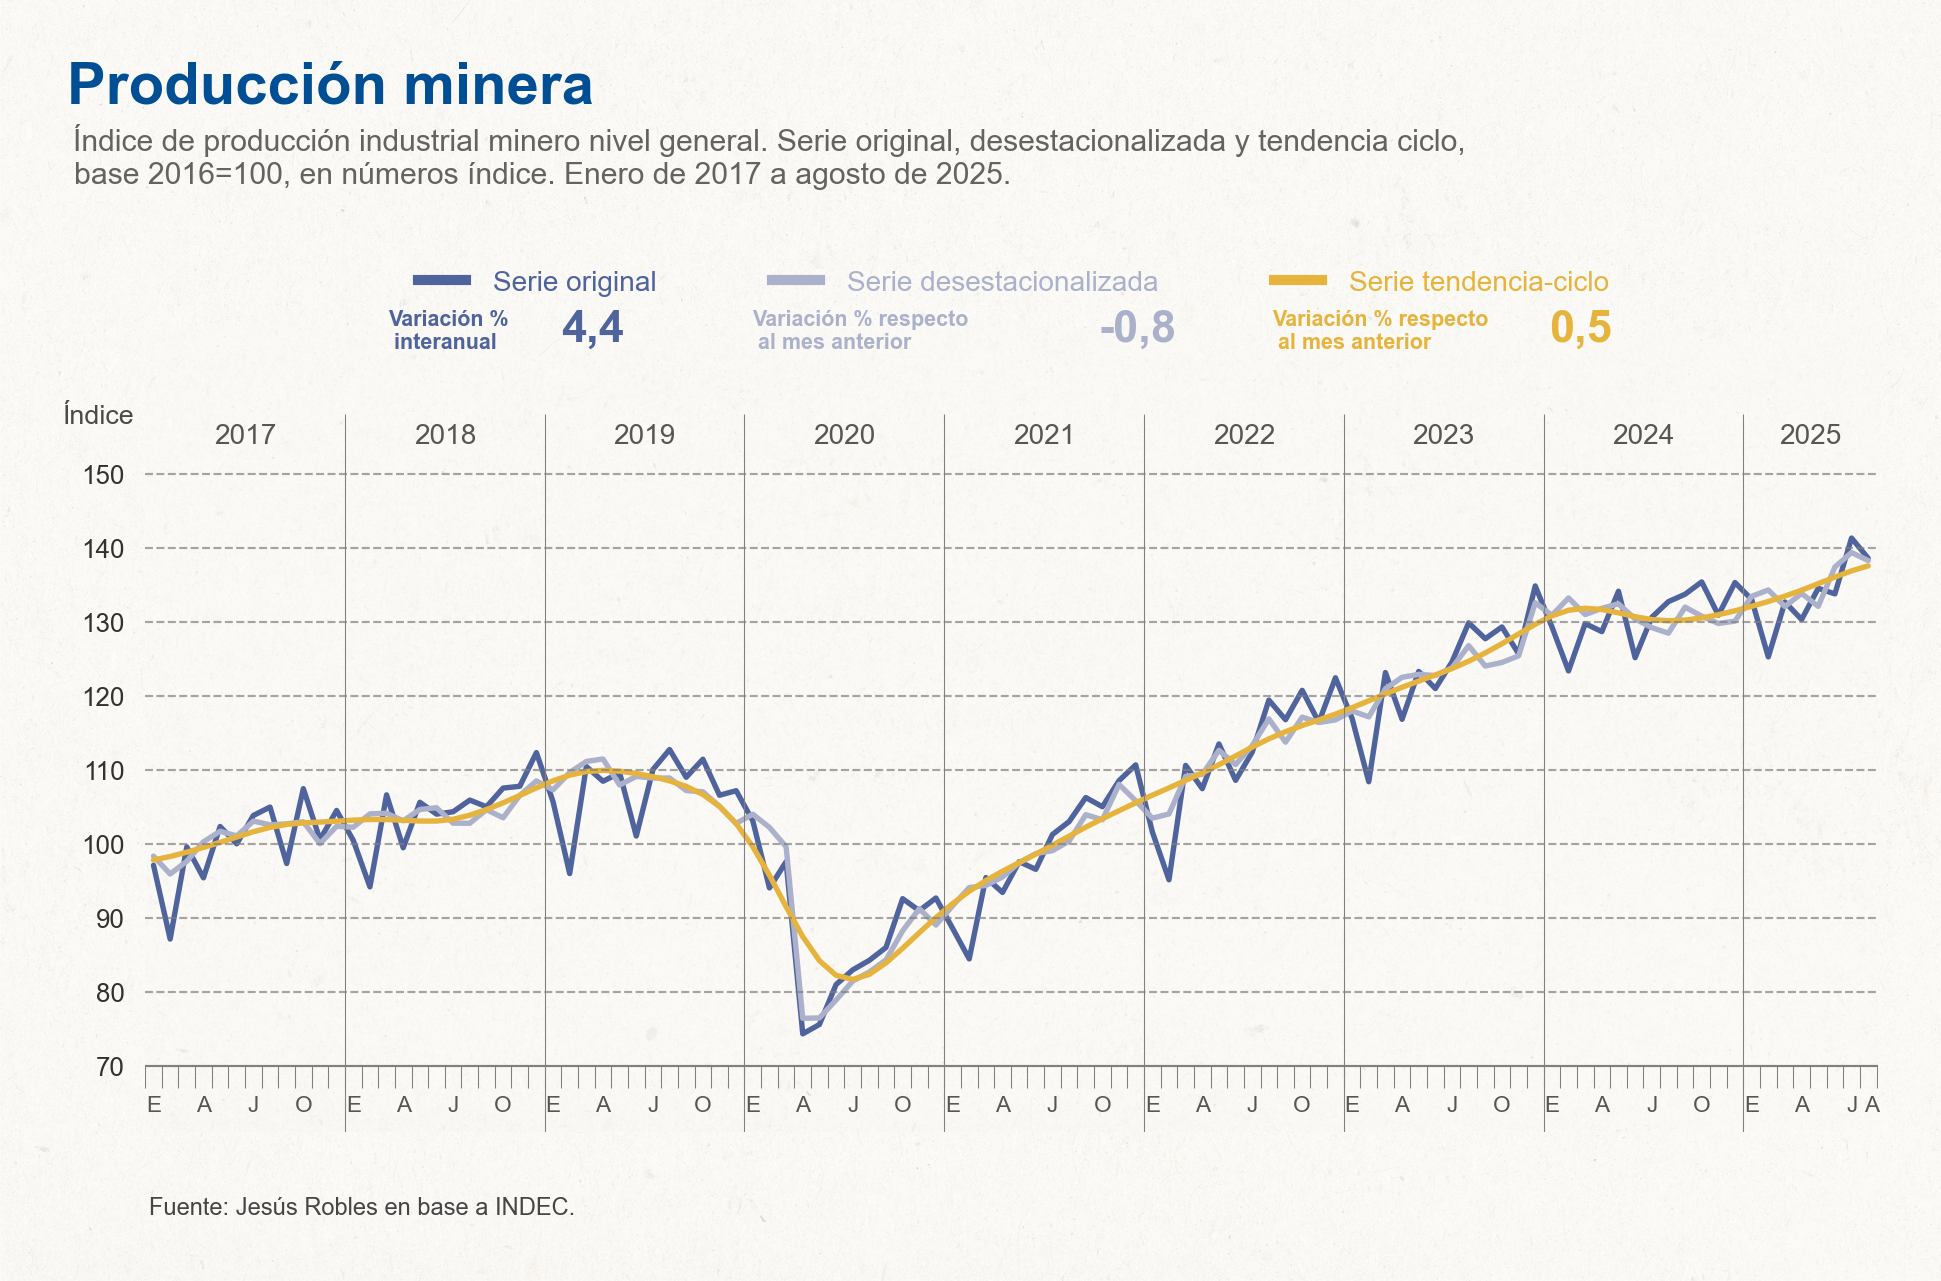 Producción minera
Índice de producción industrial minero nivel general. Serie original, desestacionalizada y tendencia ciclo,
base 2016=100, en números índice. Enero de 2017 a agosto de 2025.
Serie original
Variación %
interanual
4,4
Serie desestacionalizada
Variación % respecto
al mes anterior
-0,8
Serie tendencia-ciclo
Variación % respecto
al mes anterior
0,5
Índice
2017 2018 2019 2020 2021 2022 2023 2024 2025
150
140
130
120
110
100
90
80
70
E A J O E A J O E A J O E A J O E A J O E A J O E A J O E A J O E A J A
Fuente: Jesús Robles en base a INDEC.